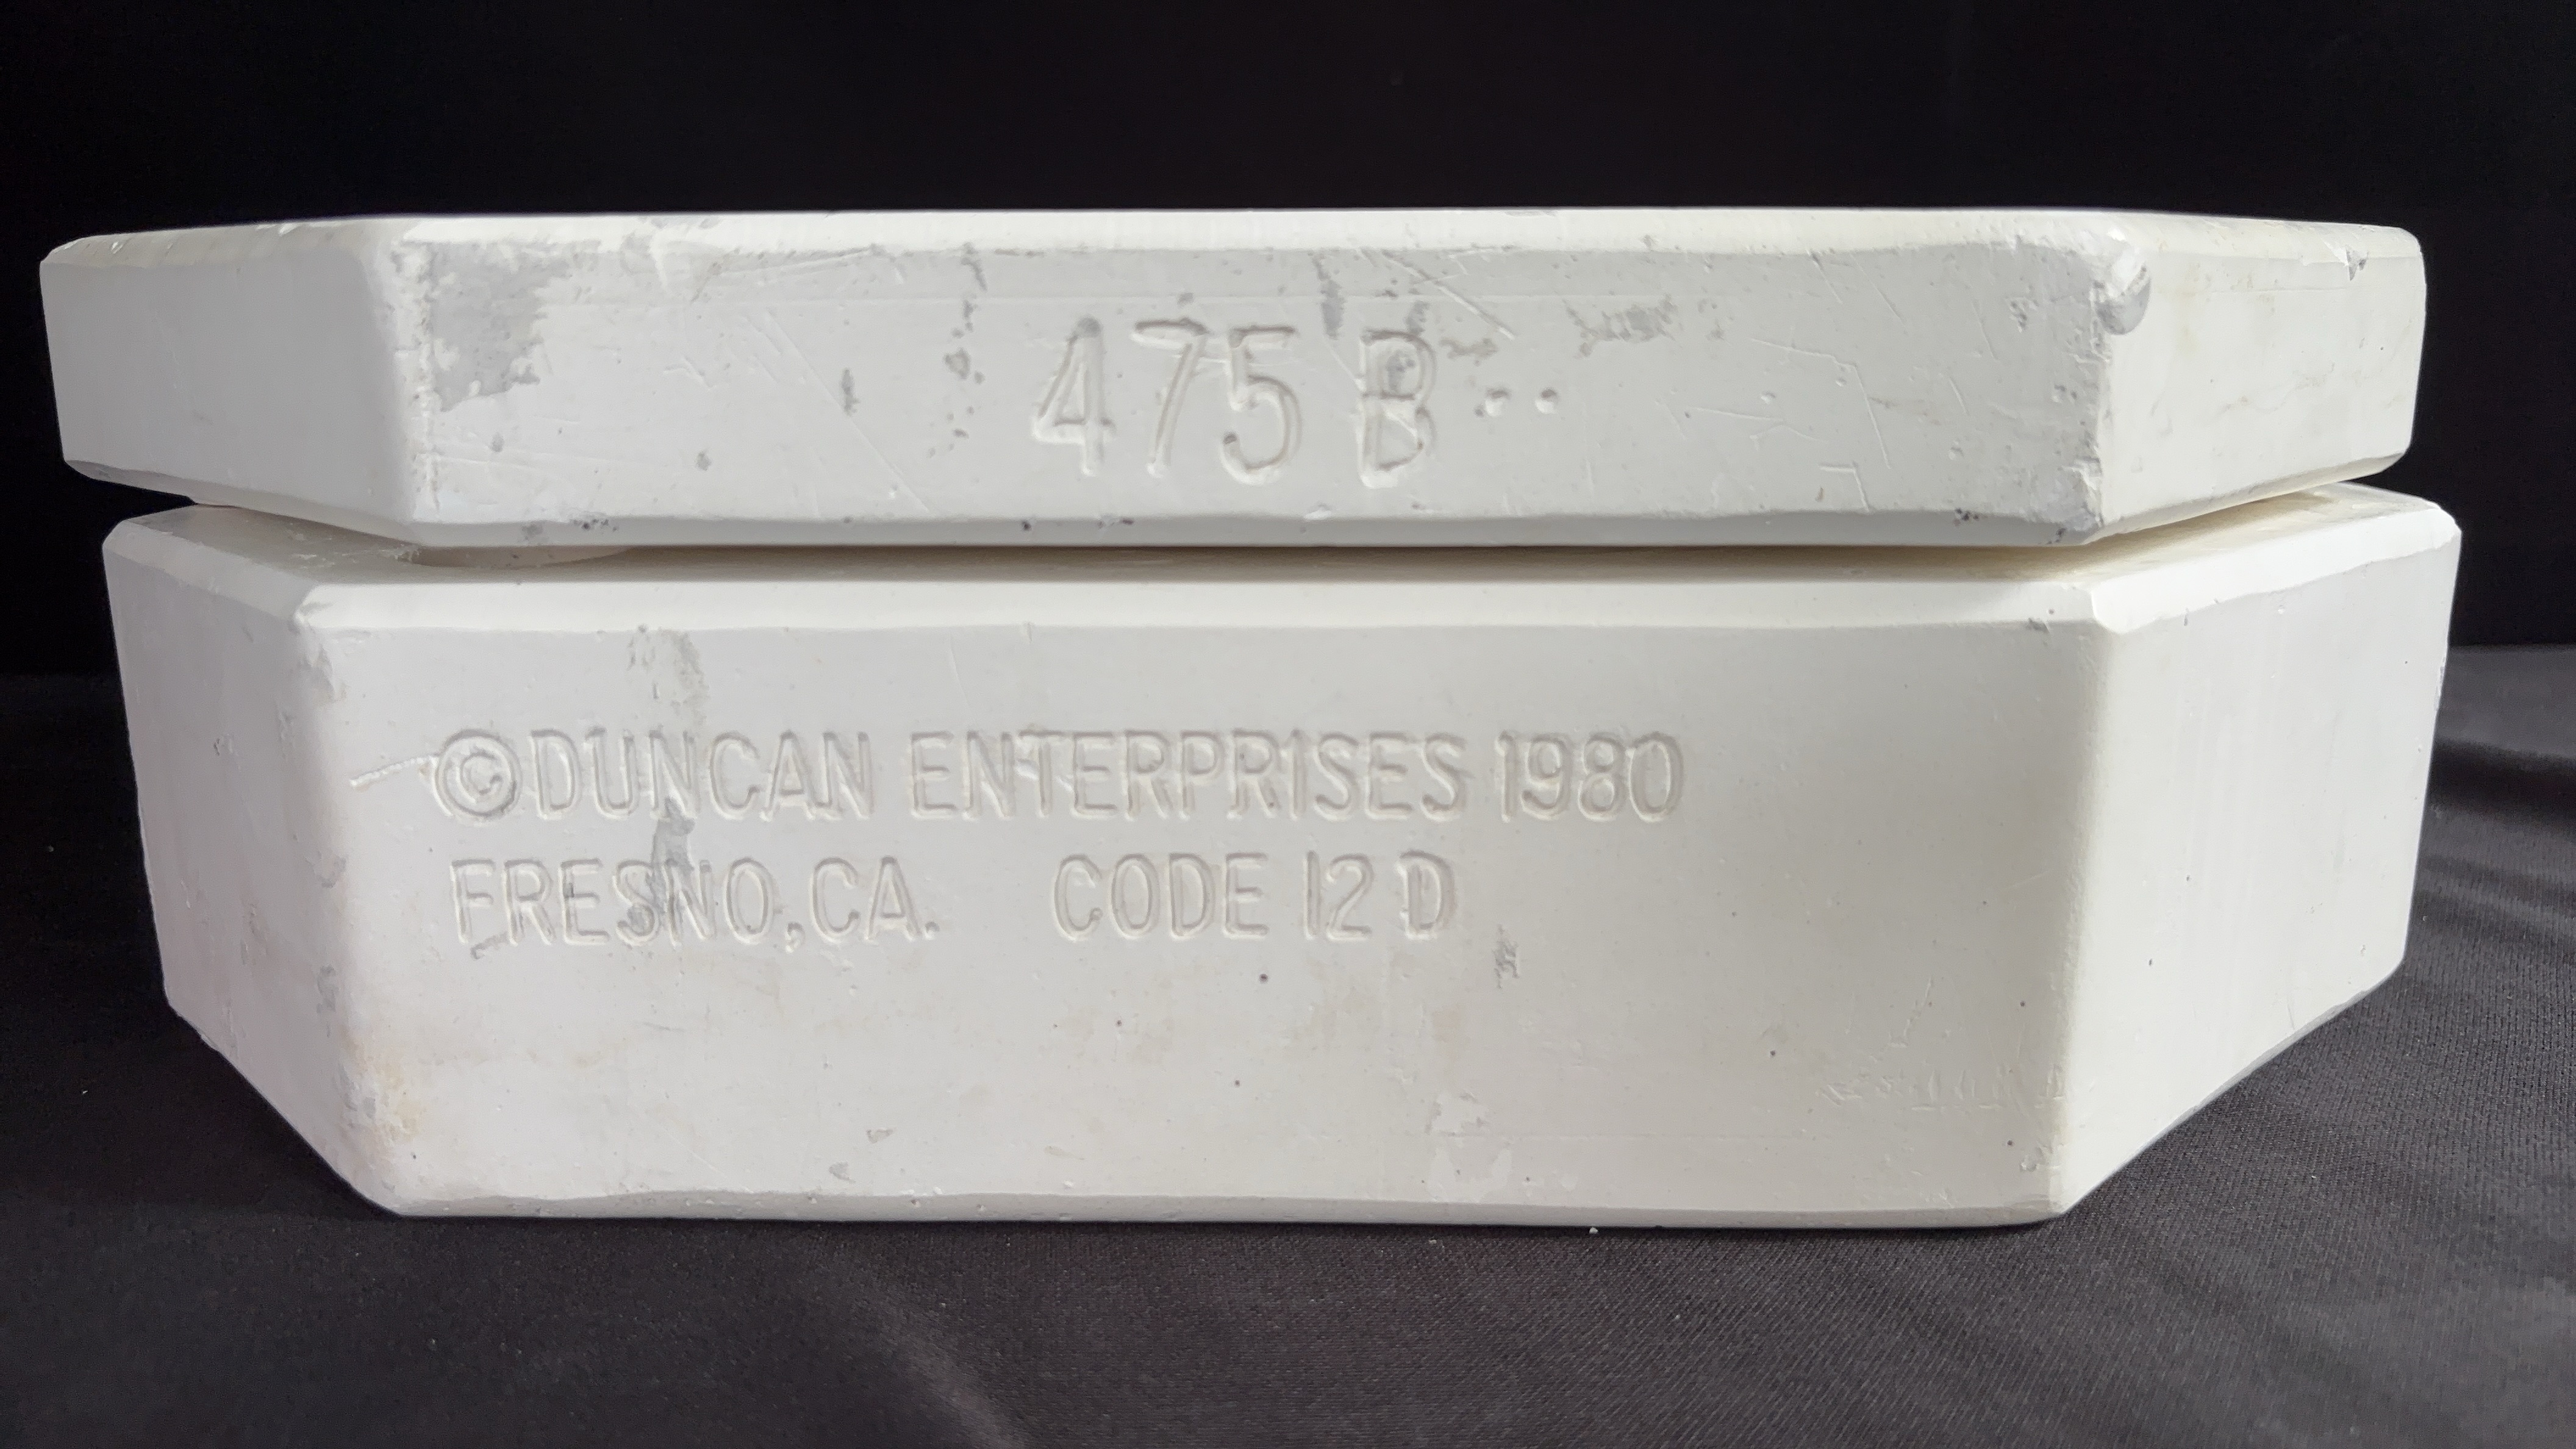 475 B
©DUNCAN ENTERPRISES 1980
FRESNO, CA. CODE 12 D